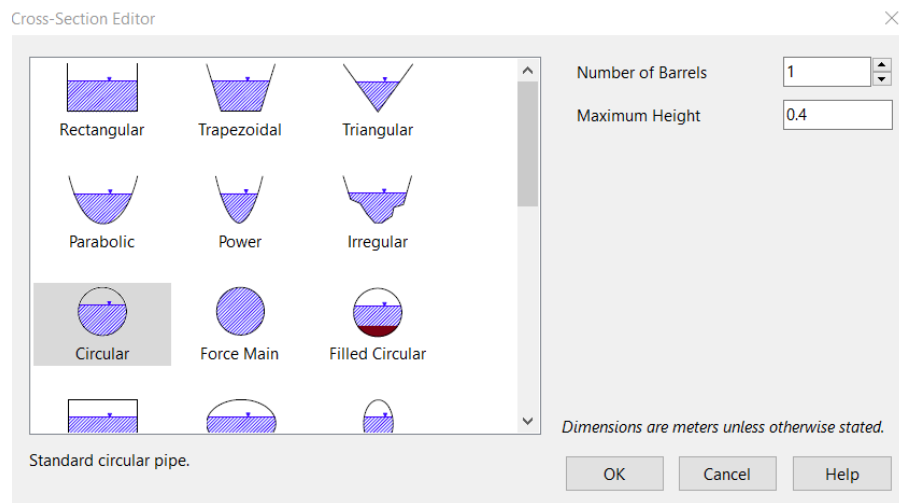 Cross-Section Editor
Rectangular Trapezoidal Triangular
Parabolic Power Irregular
Circular Force Main Filled Circular
Standard circular pipe.
Number of Barrels 1
Maximum Height 0.4
Dimensions are meters unless otherwise stated.
OK Cancel Help